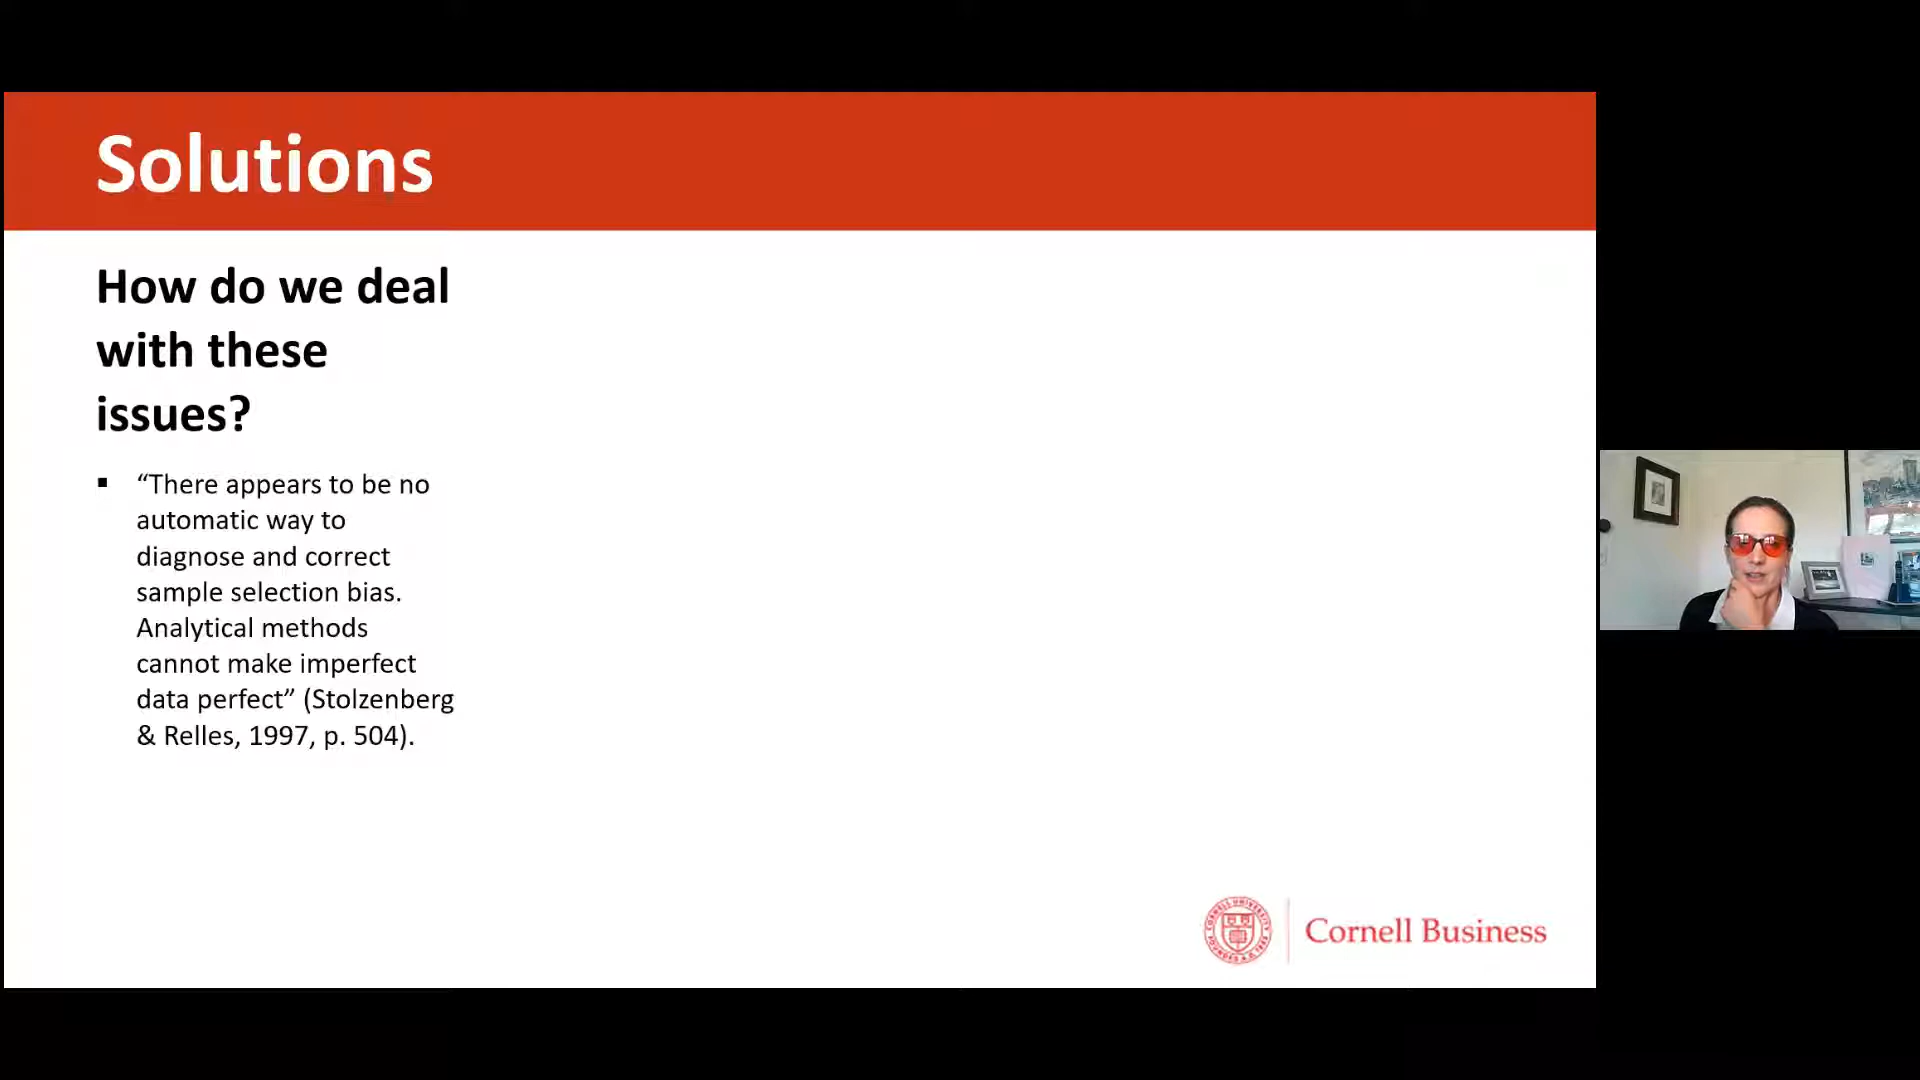 Solutions
How do we deal
with these
issues?
▪ “There appears to be no
automatic way to
diagnose and correct
sample selection bias.
Analytical methods
cannot make imperfect
data perfect” (Stolzenberg
& Relles, 1997, p. 504).
Cornell Business